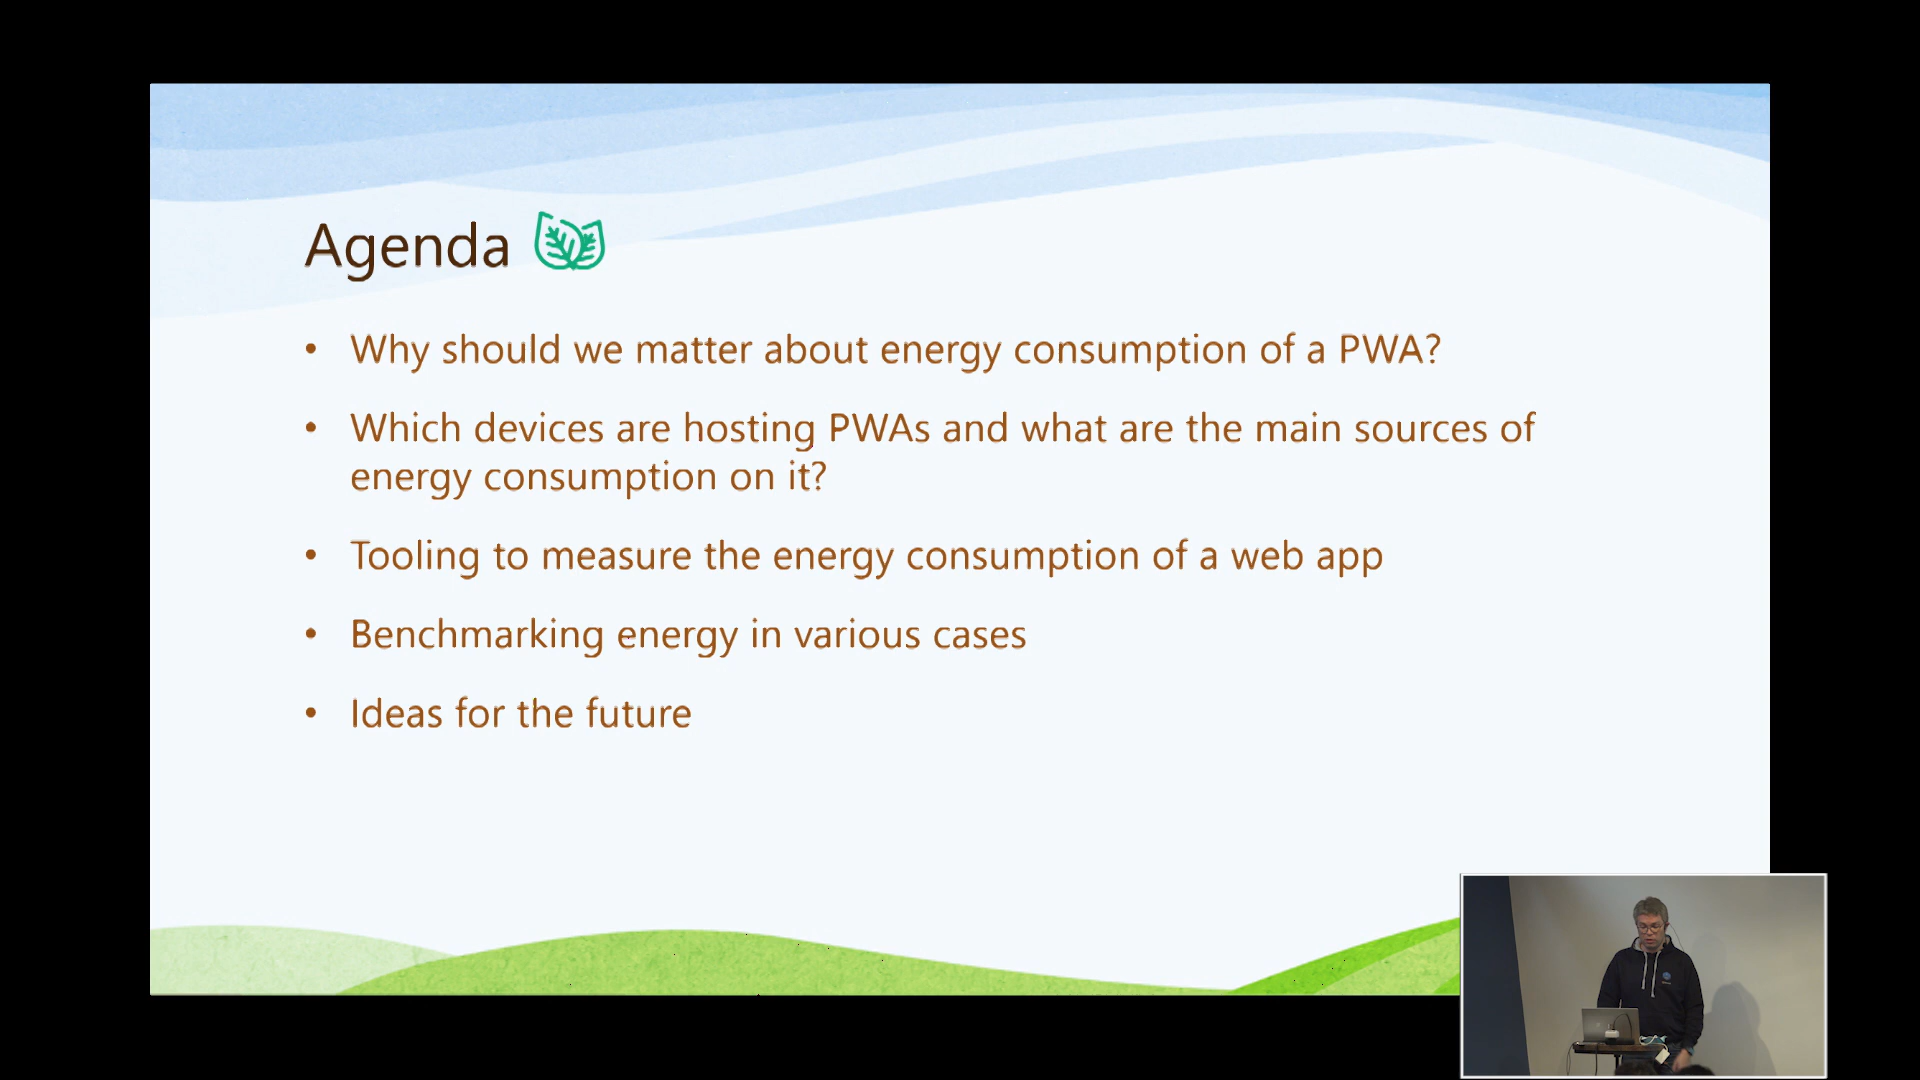 Agenda
• Why should we matter about energy consumption of a PWA?
• Which devices are hosting PWAs and what are the main sources of
energy consumption on it?
• Tooling to measure the energy consumption of a web app
• Benchmarking energy in various cases
• Ideas for the future